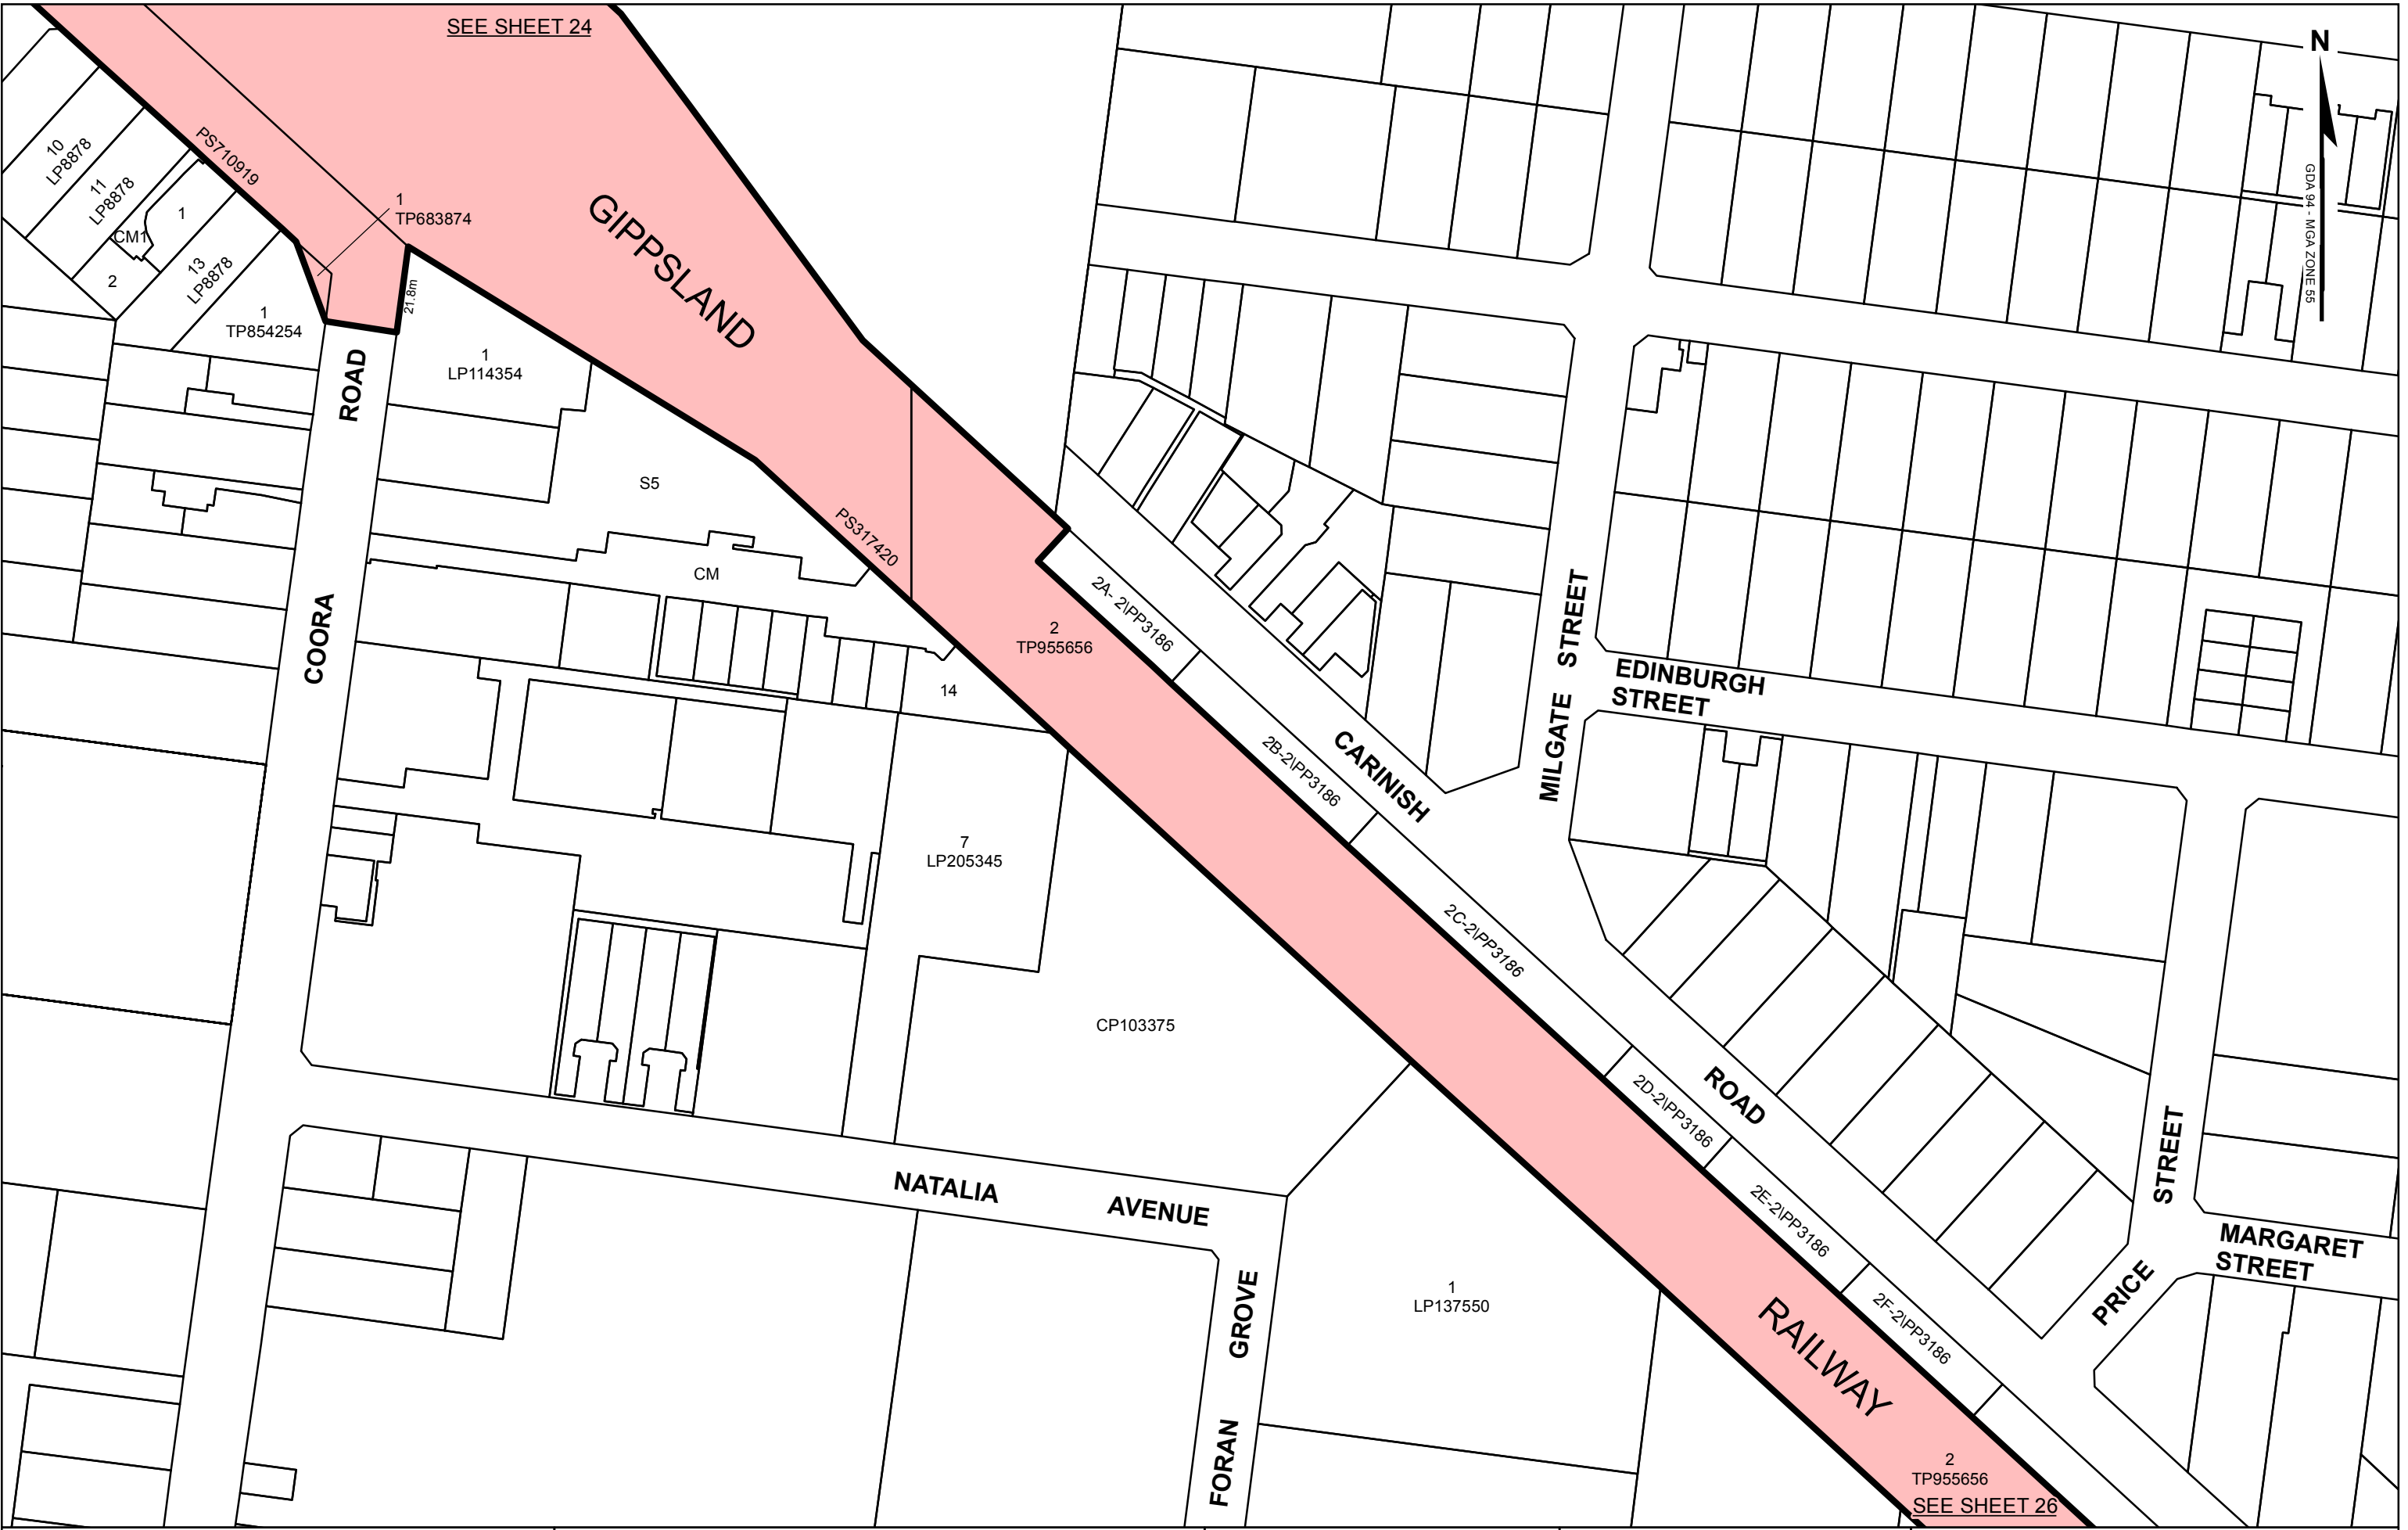 SEE SHEET 24
N
GDA 94 - MGA ZONE 55
10
LP8878
11
LP8878
PS710919
1
CM1
2
13
LP8878
1
TP683874
21.8m
1
TP854254
GIPPSLAND
ROAD
COORA
1
LP114354
S5
PS317420
CM
14
2
TP955656
2A- 2\PP3186
2B-2\PP3186
2C-2\PP3186
2D-2\PP3186
2E-2\PP3186
2F-2\PP3186
CARINISH
ROAD
MILGATE STREET
EDINBURGH
STREET
7
LP205345
CP103375
NATALIA AVENUE
FORAN GROVE
1
LP137550
PRICE STREET
MARGARET
STREET
RAILWAY
2
TP955656
SEE SHEET 26